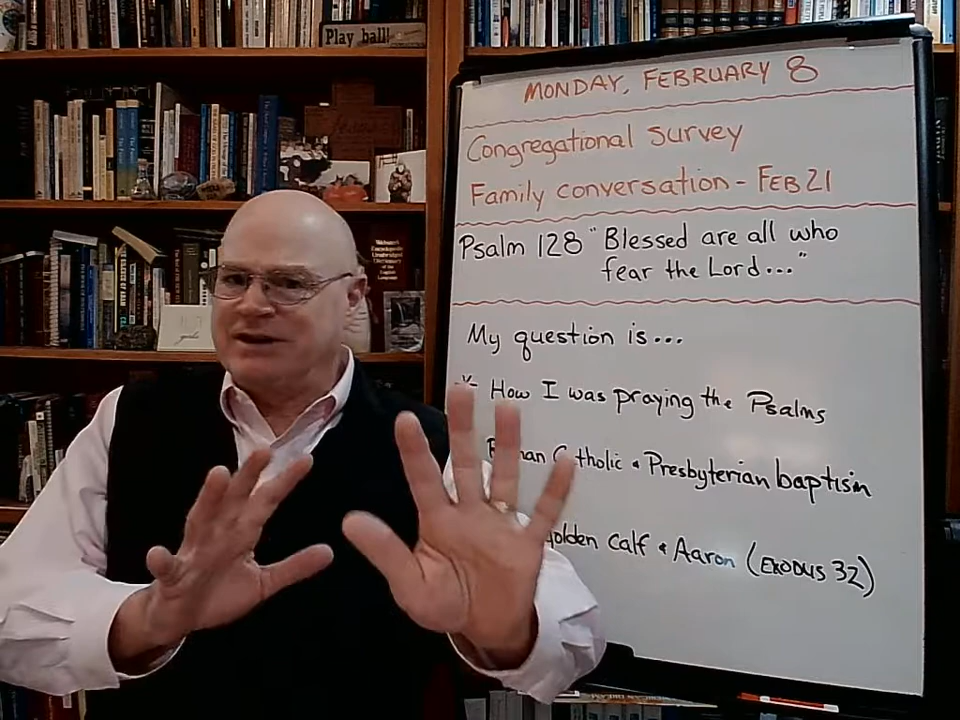 Play ball!
MONDAY, FEBRUARY 8
Congregational Survey
Family conversation - FEB 21
Psalm 128 "Blessed are all who
fear the Lord..."
My question is...
How I was praying the Psalms
Presbyterian baptism
calf & Aaron (EXODUS 32)